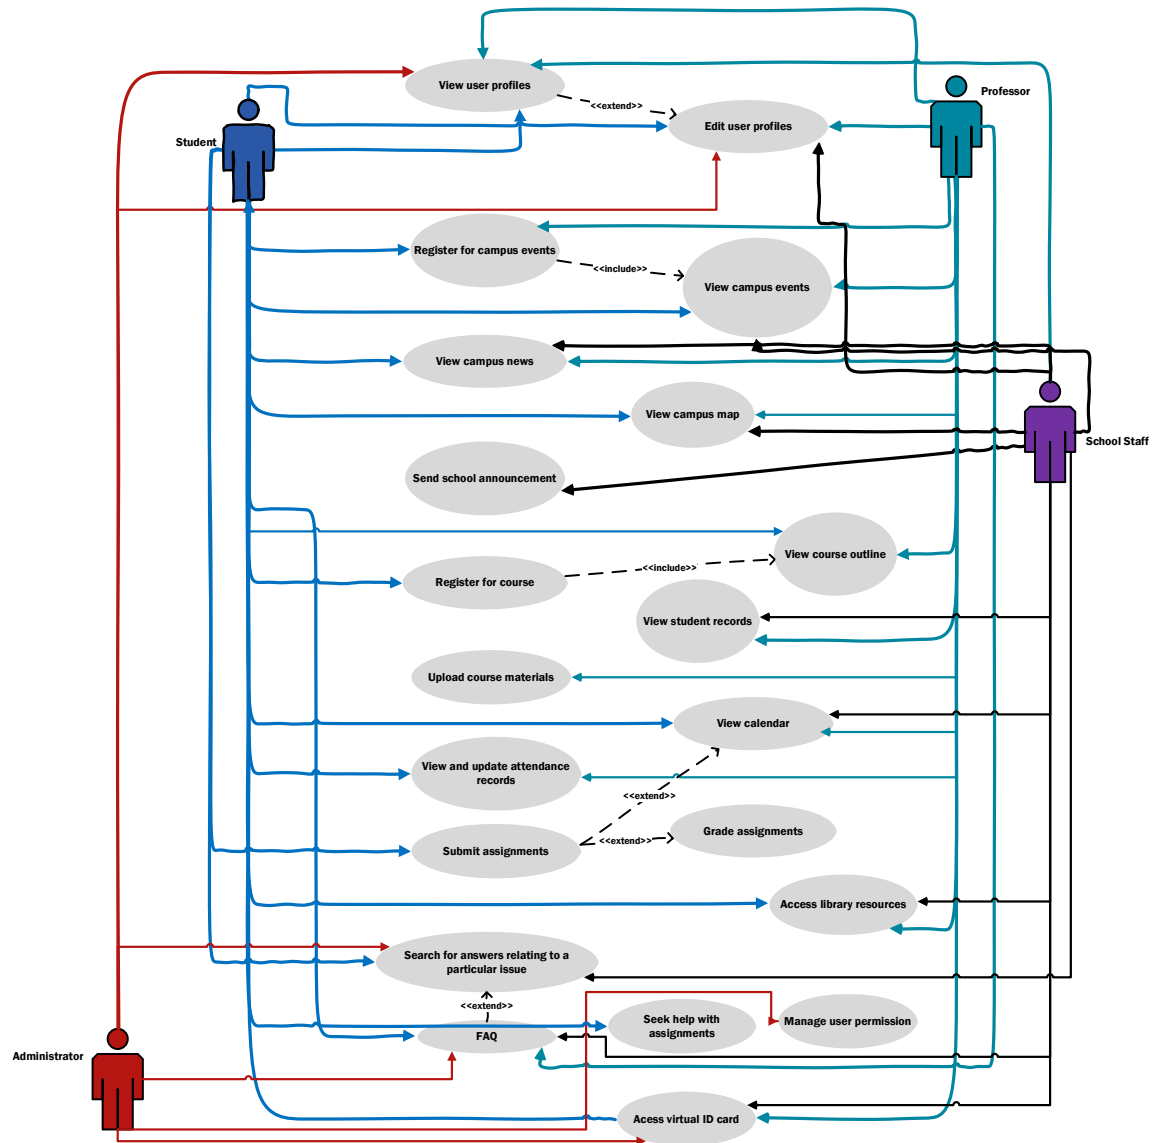 View user profiles
Professor
<<extend>>
Edit user profiles
Student
Register for campus events
<<include>>
View campus events
View campus news
View campus map
School Staff
Send school announcement
View course outline
<<include>>
Register for course
View student records
Upload course materials
View calendar
View and update attendance
records
<<extend>>
Grade assignments
<<extend>>
Submit assignments
Access library resources
Search for answers relating to a
particular issue
<<extend>>
Seek help with
assignments
Manage user permission
FAQ
Administrator
Acess virtual ID card